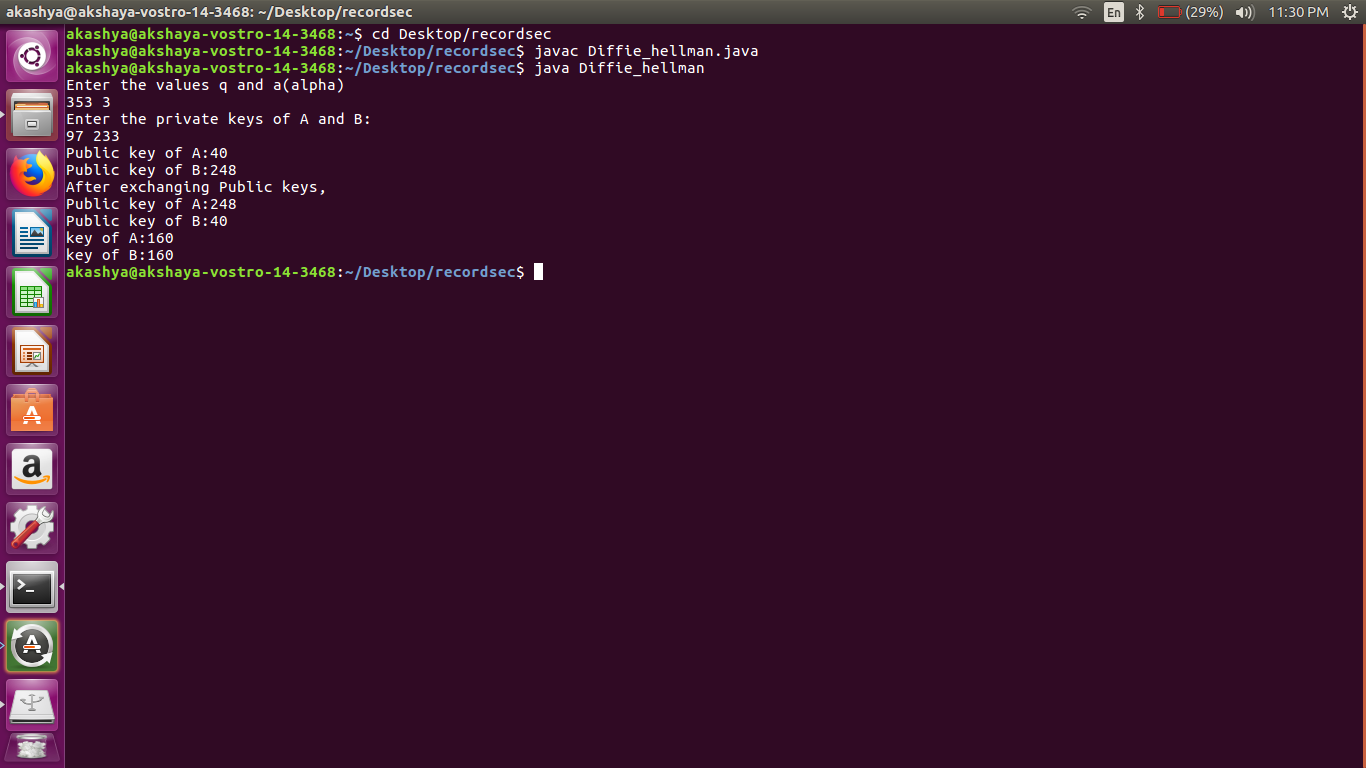 akashya@akshaya-vostro-14-3468: ~/Desktop/recordsec
En
(29%)
11:30 PM
akashya@akshaya-vostro-14-3468:~$ cd Desktop/recordsec
akashya@akshaya-vostro-14-3468:~/Desktop/recordsec$ javac Diffie_hellman.java
akashya@akshaya-vostro-14-3468:~/Desktop/recordsec$ java Diffie_hellman
Enter the values q and a(alpha)
353 3
Enter the private keys of A and B:
97 233
Public key of A:40
Public key of B:248
After exchanging Public keys,
Public key of A:248
Public key of B:40
key of A:160
key of B:160
akashya@akshaya-vostro-14-3468:~/Desktop/recordsec$